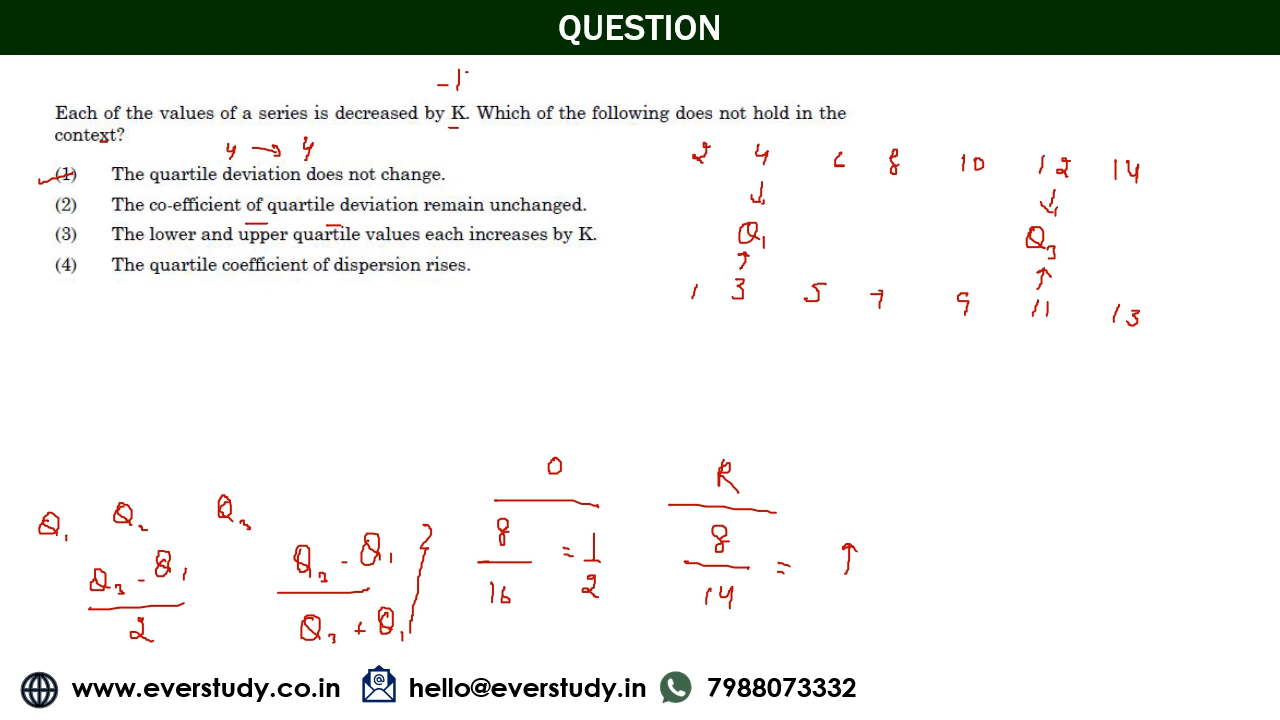 QUESTION
-1
Each of the values of a series is decreased by K. Which of the following does not hold in the
context?
4 → 4
(1) The quartile deviation does not change.
(2) The co-efficient of quartile deviation remain unchanged.
(3) The lower and upper quartile values each increases by K.
(4) The quartile coefficient of dispersion rises.
2 4 6 8 10 12 14
↓ ↓
Q1 Q3
↑ ↑
1 3 5 7 9 11 13
O R
Q1 Q2 Q3
8 = 1 8 = ↑
16 2 14
Q3 - Q1 Q3 - Q1
2 Q3 + Q1
www.everstudy.co.in hello@everstudy.in 7988073332